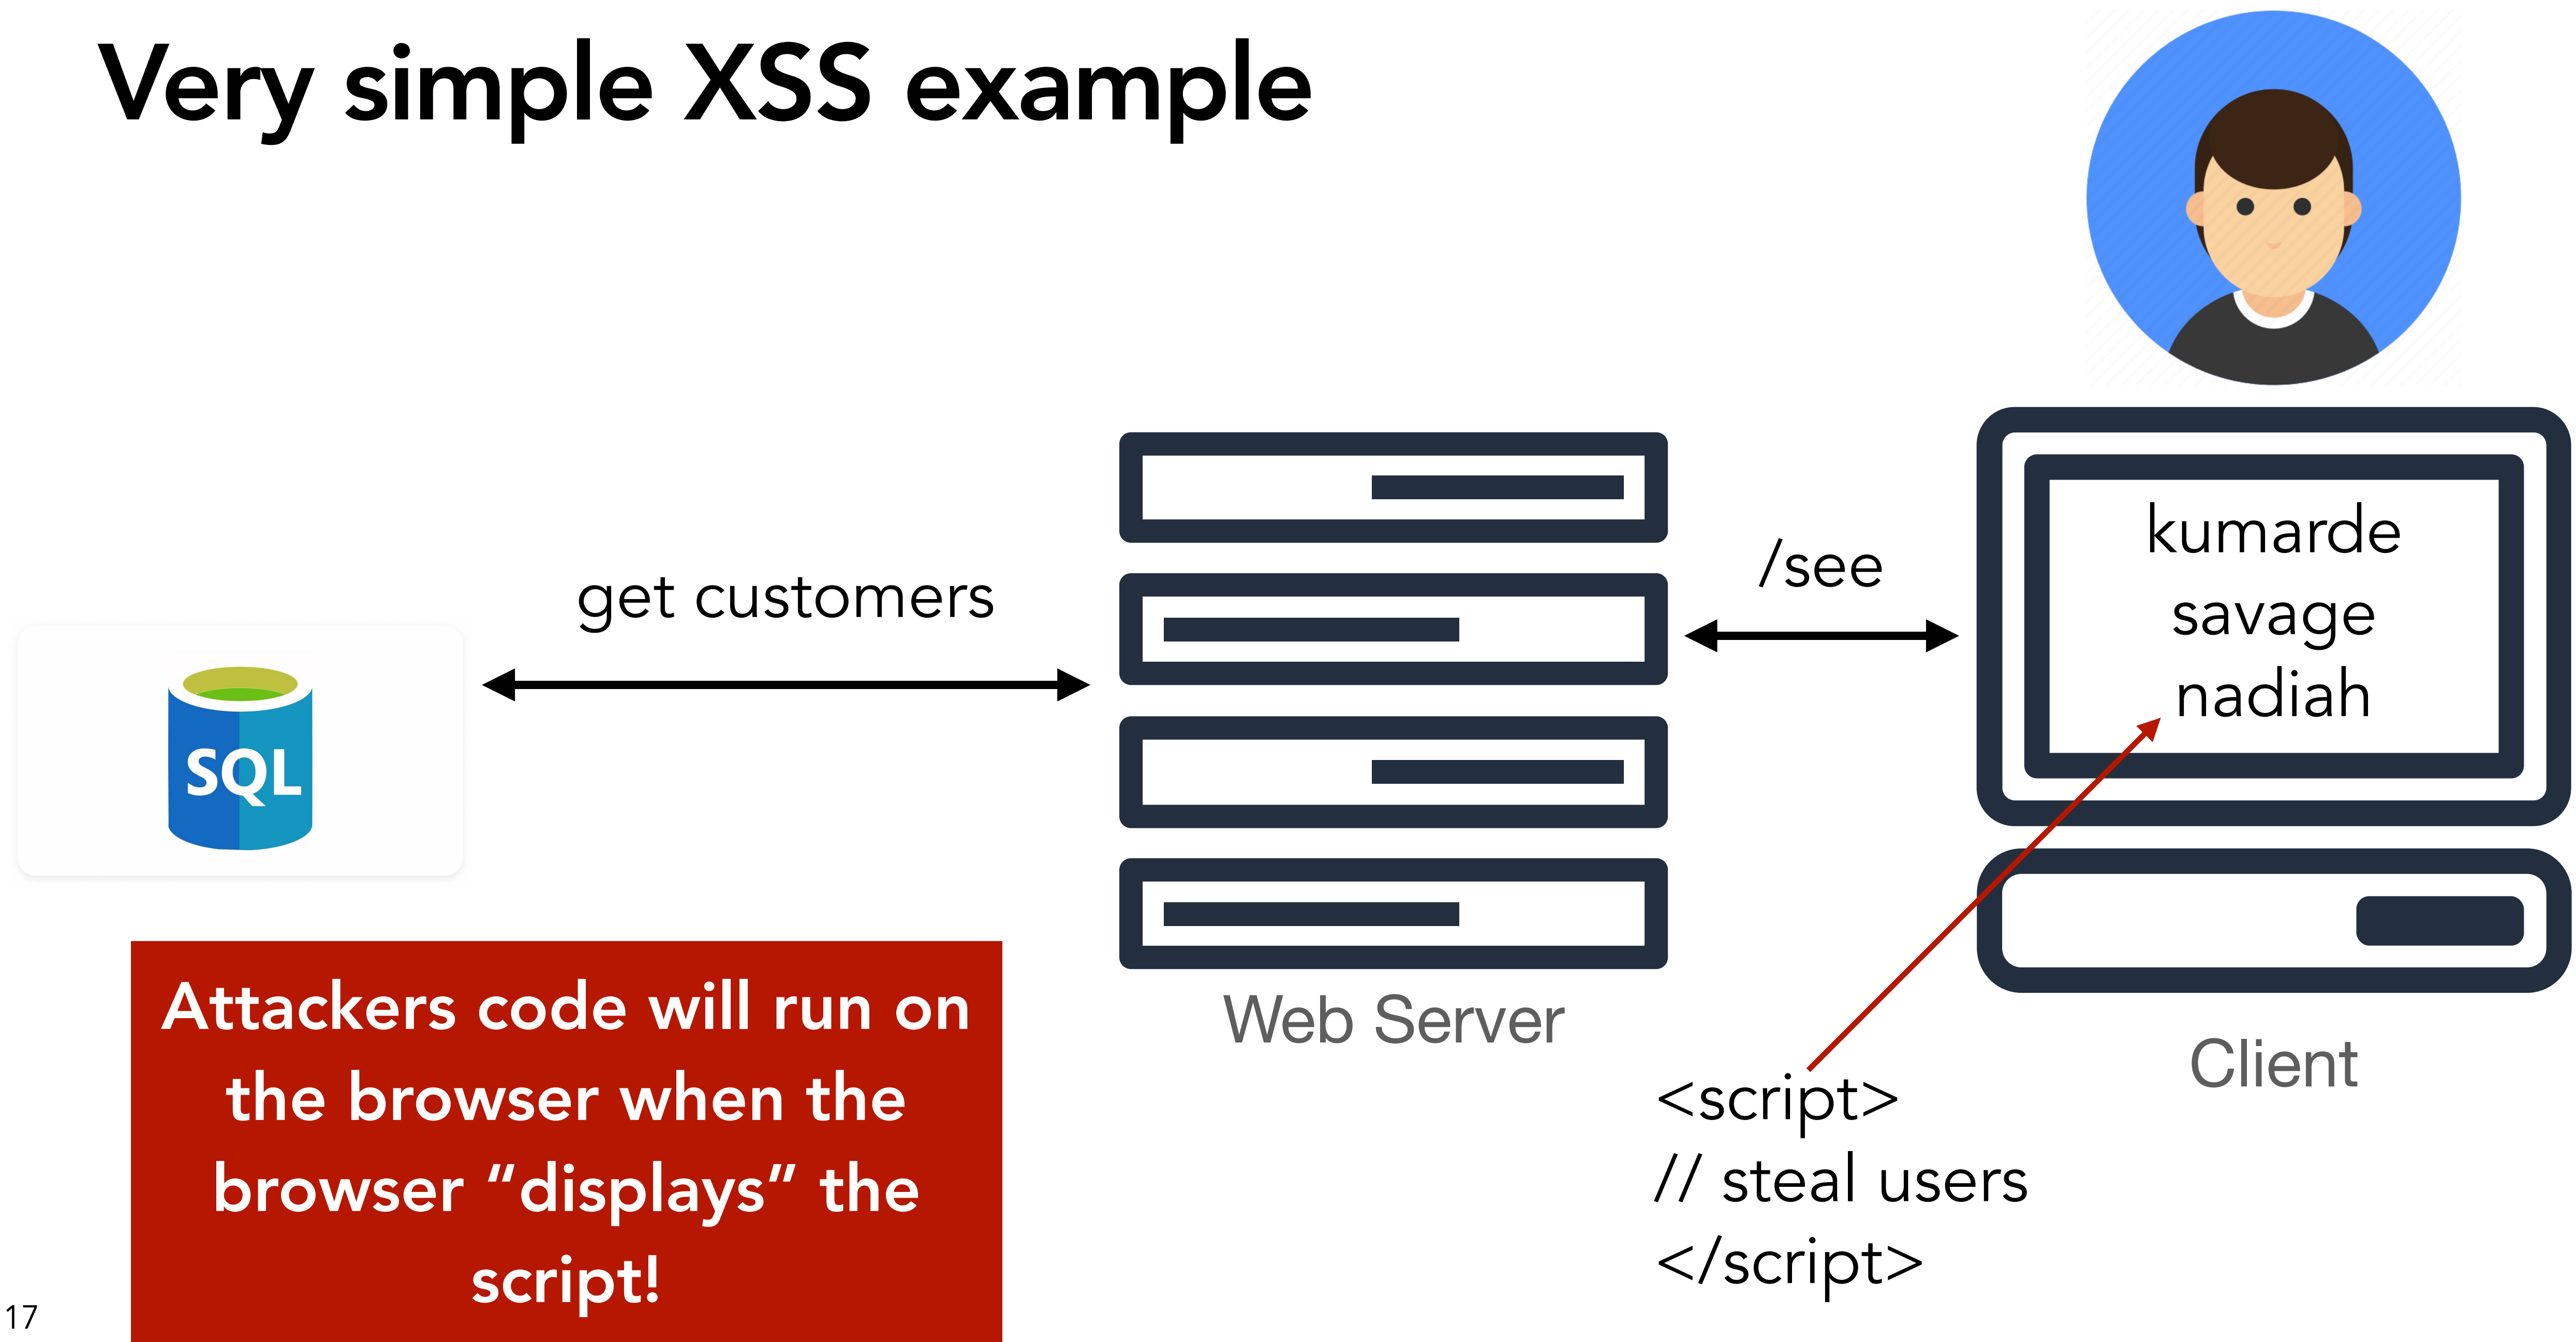 Very simple XSS example
get customers
/see
kumarde
savage
nadiah
SQL
Attackers code will run on
the browser when the
browser “displays” the
script!
Web Server
Client
<script>
// steal users
</script>
17